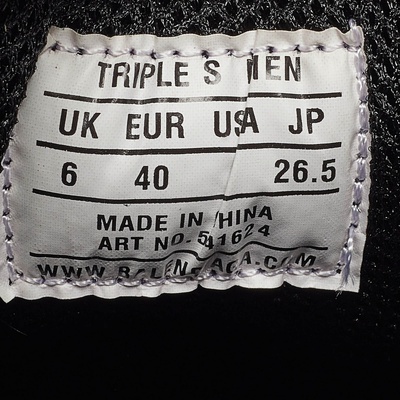 TRIPLE S MEN
UK EUR USA JP
6 40 26.5
MADE IN CHINA
ART NO. 541624
WWW.BALENCIAGA.COM